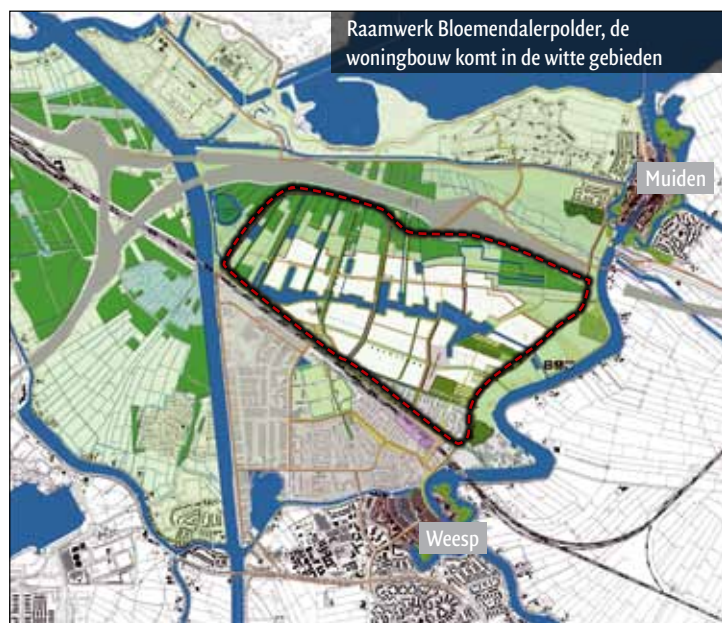 Raamwerk Bloemendalerpolder, de
woningbouw komt in de witte gebieden
Muiden
Weesp